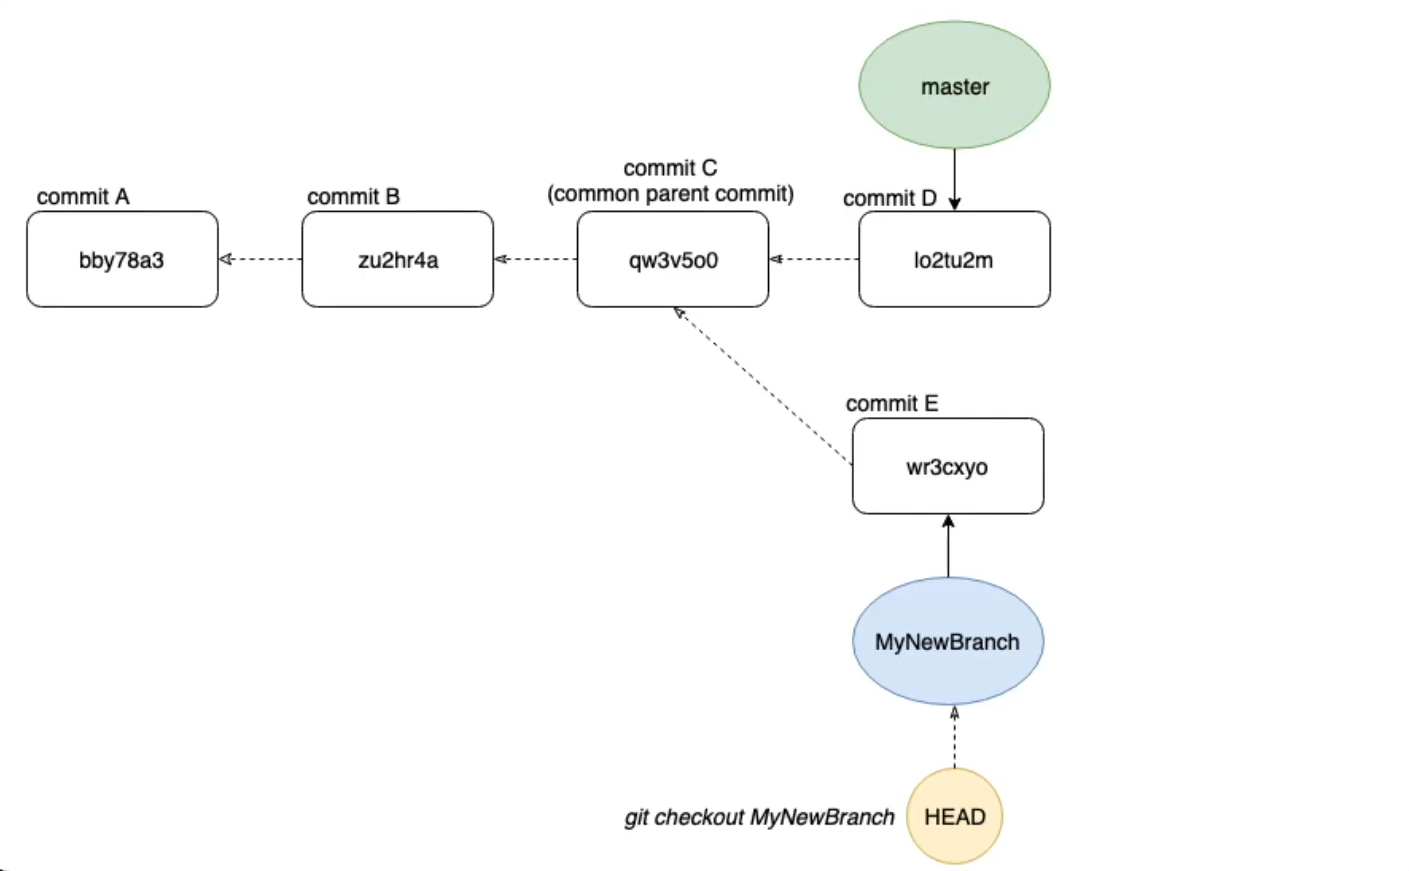 master
commit A
commit B
commit C
(common parent commit)
commit D
bby78a3
zu2hr4a
qw3v5o0
lo2tu2m
commit E
wr3cxyo
MyNewBranch
git checkout MyNewBranch
HEAD